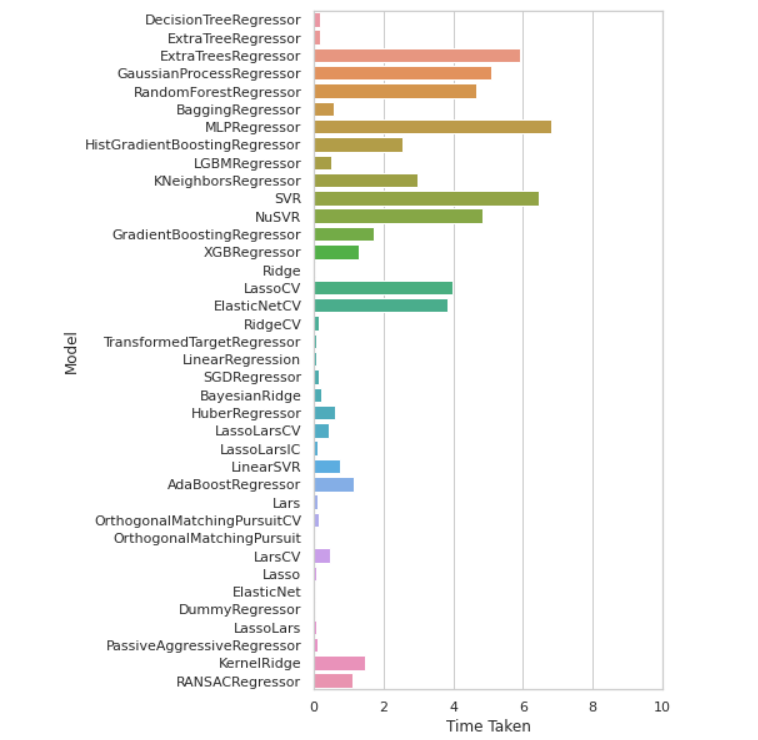 DecisionTreeRegressor
ExtraTreeRegressor
ExtraTreesRegressor
GaussianProcessRegressor
RandomForestRegressor
BaggingRegressor
MLPRegressor
HistGradientBoostingRegressor
LGBMRegressor
KNeighborsRegressor
SVR
NuSVR
GradientBoostingRegressor
XGBRegressor
Ridge
LassoCV
ElasticNetCV
RidgeCV
TransformedTargetRegressor
LinearRegression
SGDRegressor
BayesianRidge
HuberRegressor
LassoLarsCV
LassoLarsIC
LinearSVR
AdaBoostRegressor
Lars
OrthogonalMatchingPursuitCV
OrthogonalMatchingPursuit
LarsCV
Lasso
ElasticNet
DummyRegressor
LassoLars
PassiveAggressiveRegressor
KernelRidge
RANSACRegressor
Model
0 2 4 6 8 10
Time Taken